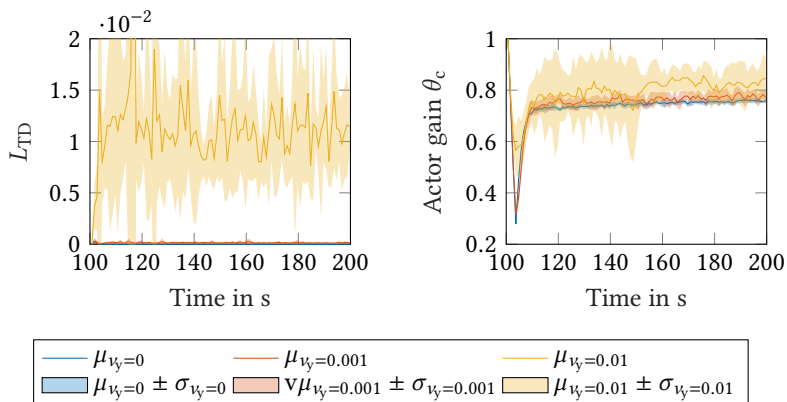 ·10⁻²
2
1.5
1
0.5
0
100 120 140 160 180 200
Time in s
L_TD
1
0.8
0.6
0.4
0.2
100 120 140 160 180 200
Time in s
Actor gain θ_c
μ_{ν_y=0} μ_{ν_y=0.001} μ_{ν_y=0.01}
μ_{ν_y=0} ± σ_{ν_y=0} vμ_{ν_y=0.001} ± σ_{ν_y=0.001} μ_{ν_y=0.01} ± σ_{ν_y=0.01}